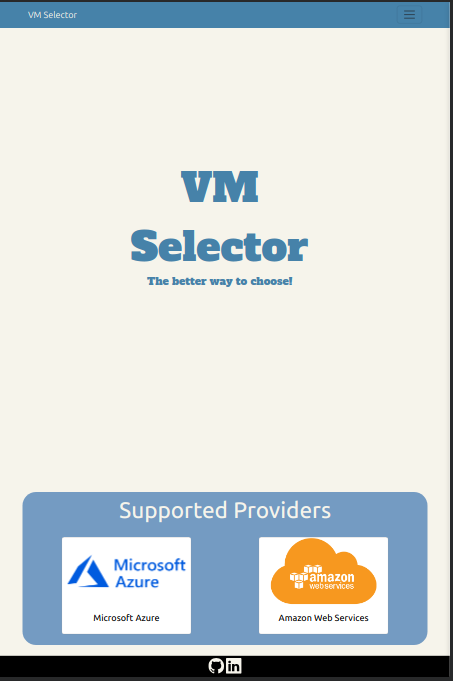 VM Selector
VM
Selector
The better way to choose!
Supported Providers
Microsoft
Azure
Microsoft Azure
amazon
web services
Amazon Web Services
in